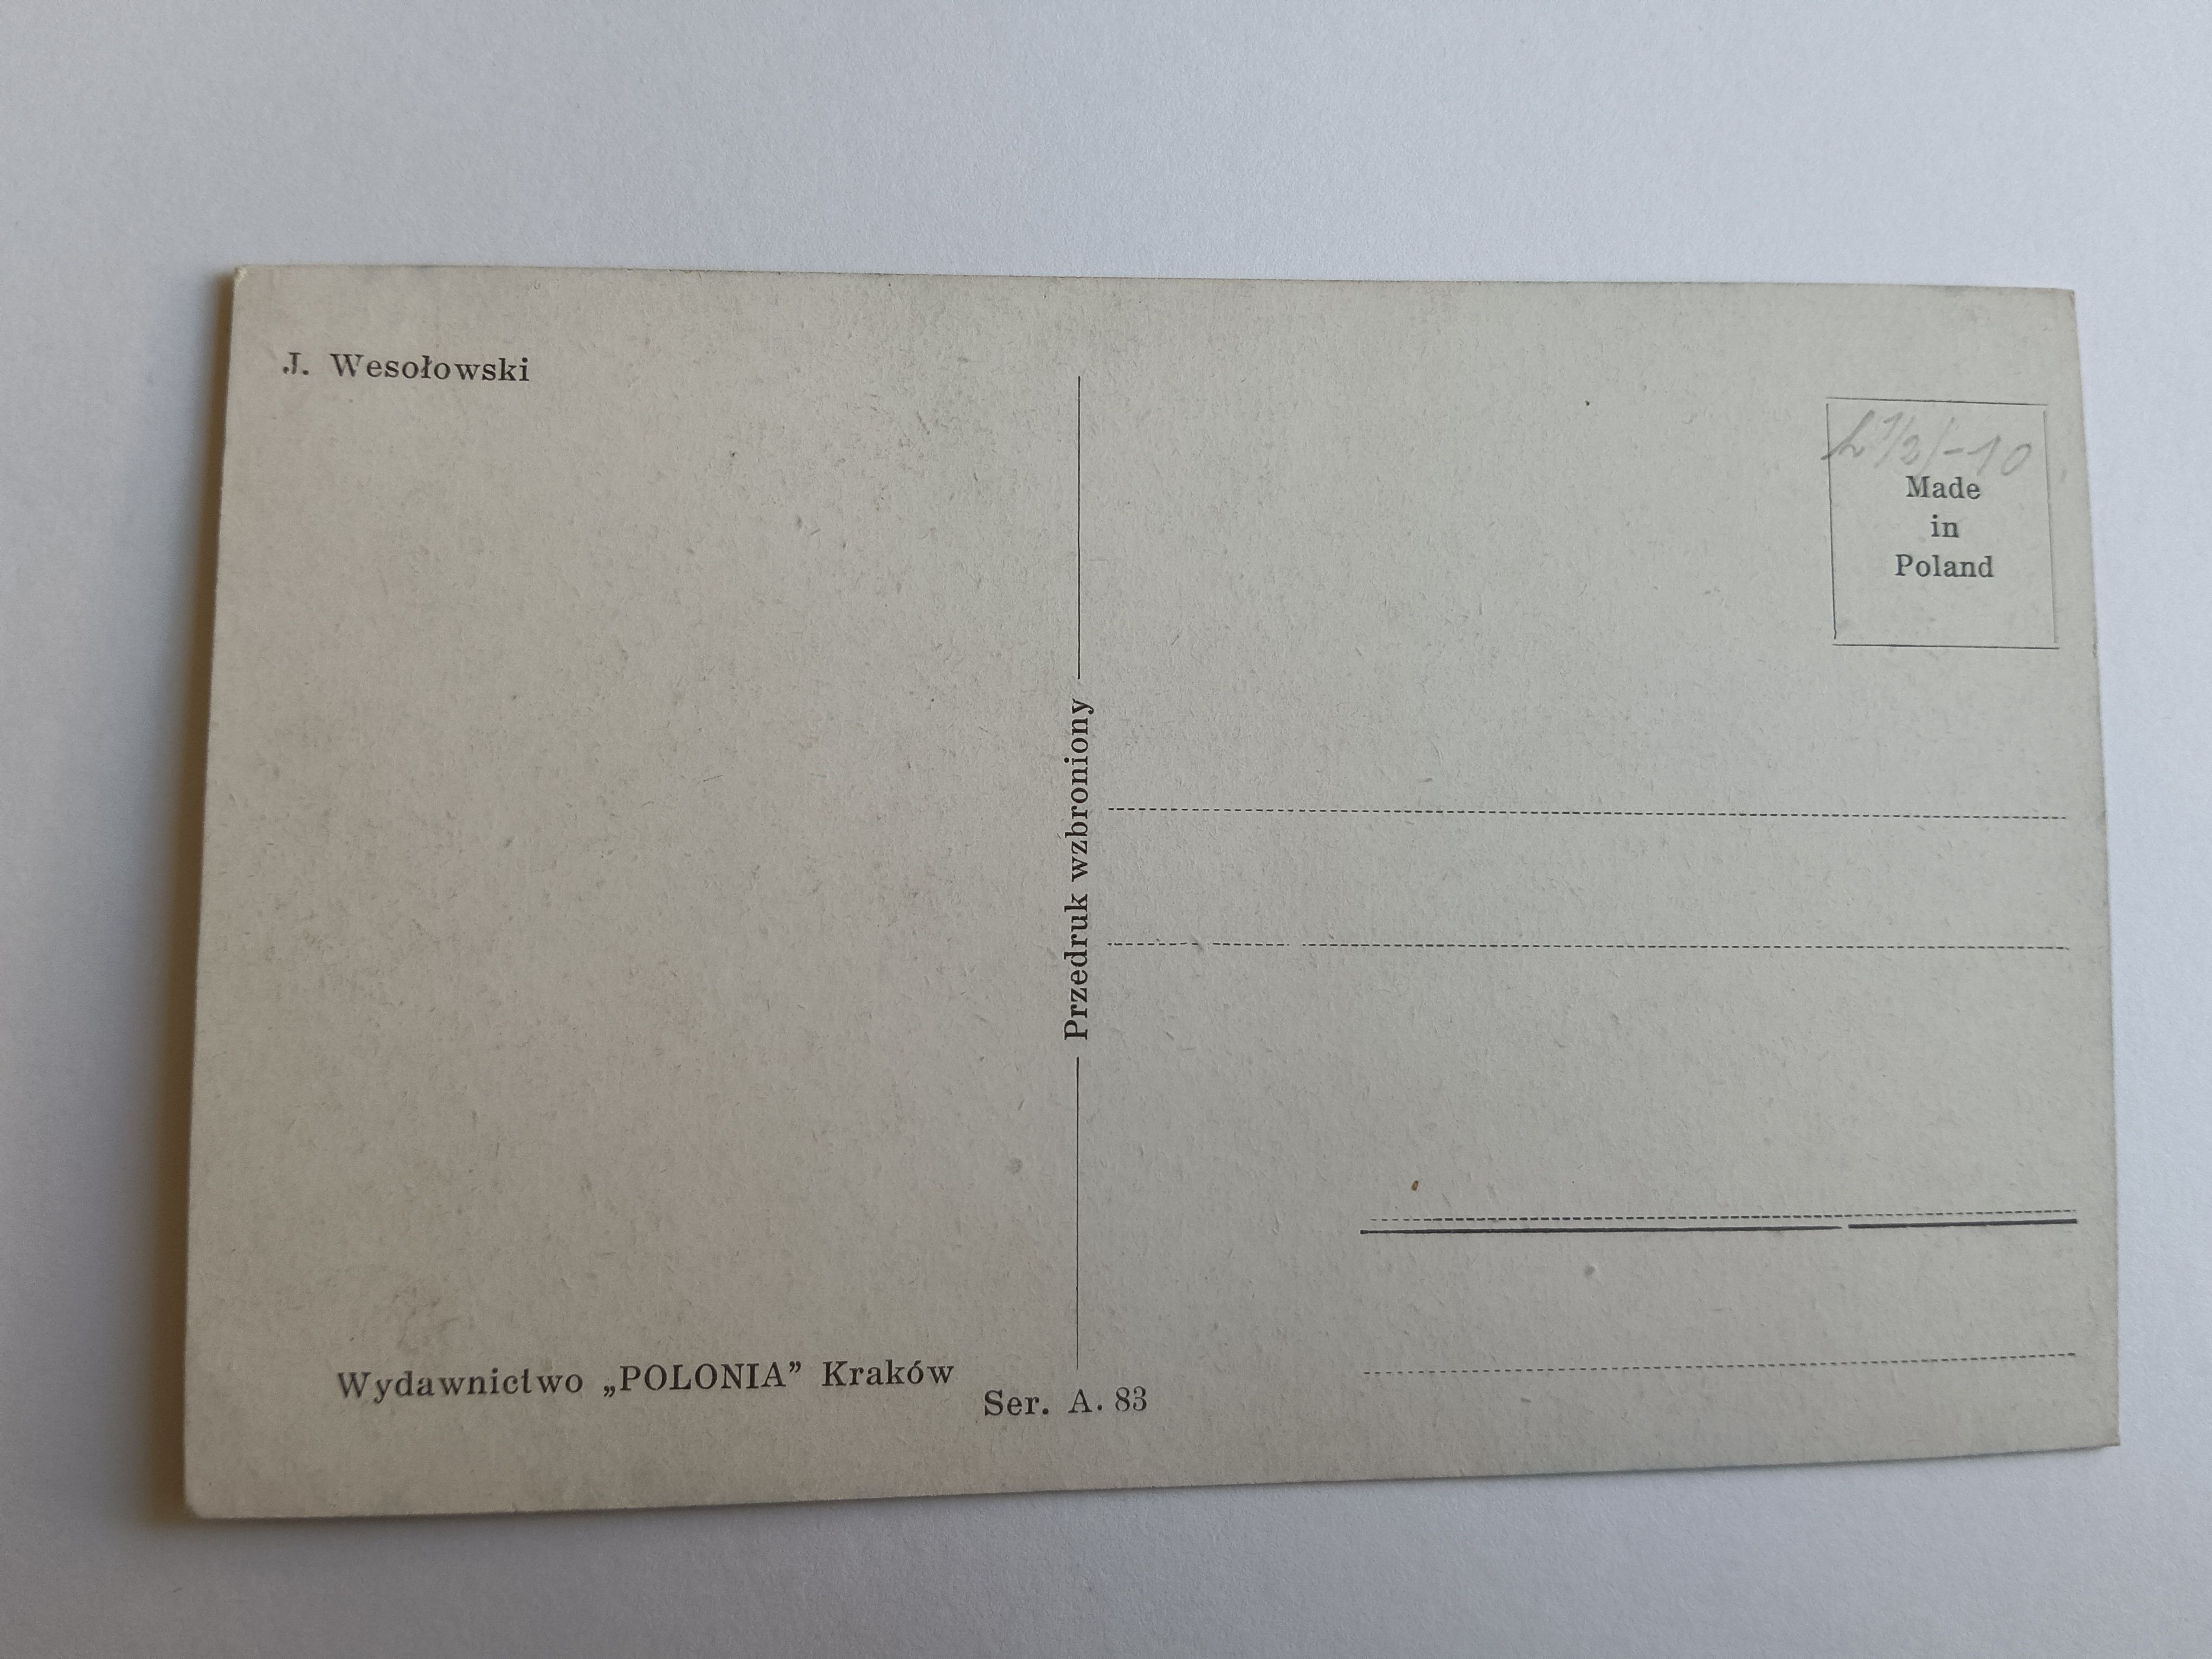 J. Wesołowski
Made
in
Poland
Przedruk wzbroniony
Wydawnictwo „POLONIA” Kraków
Ser. A. 83